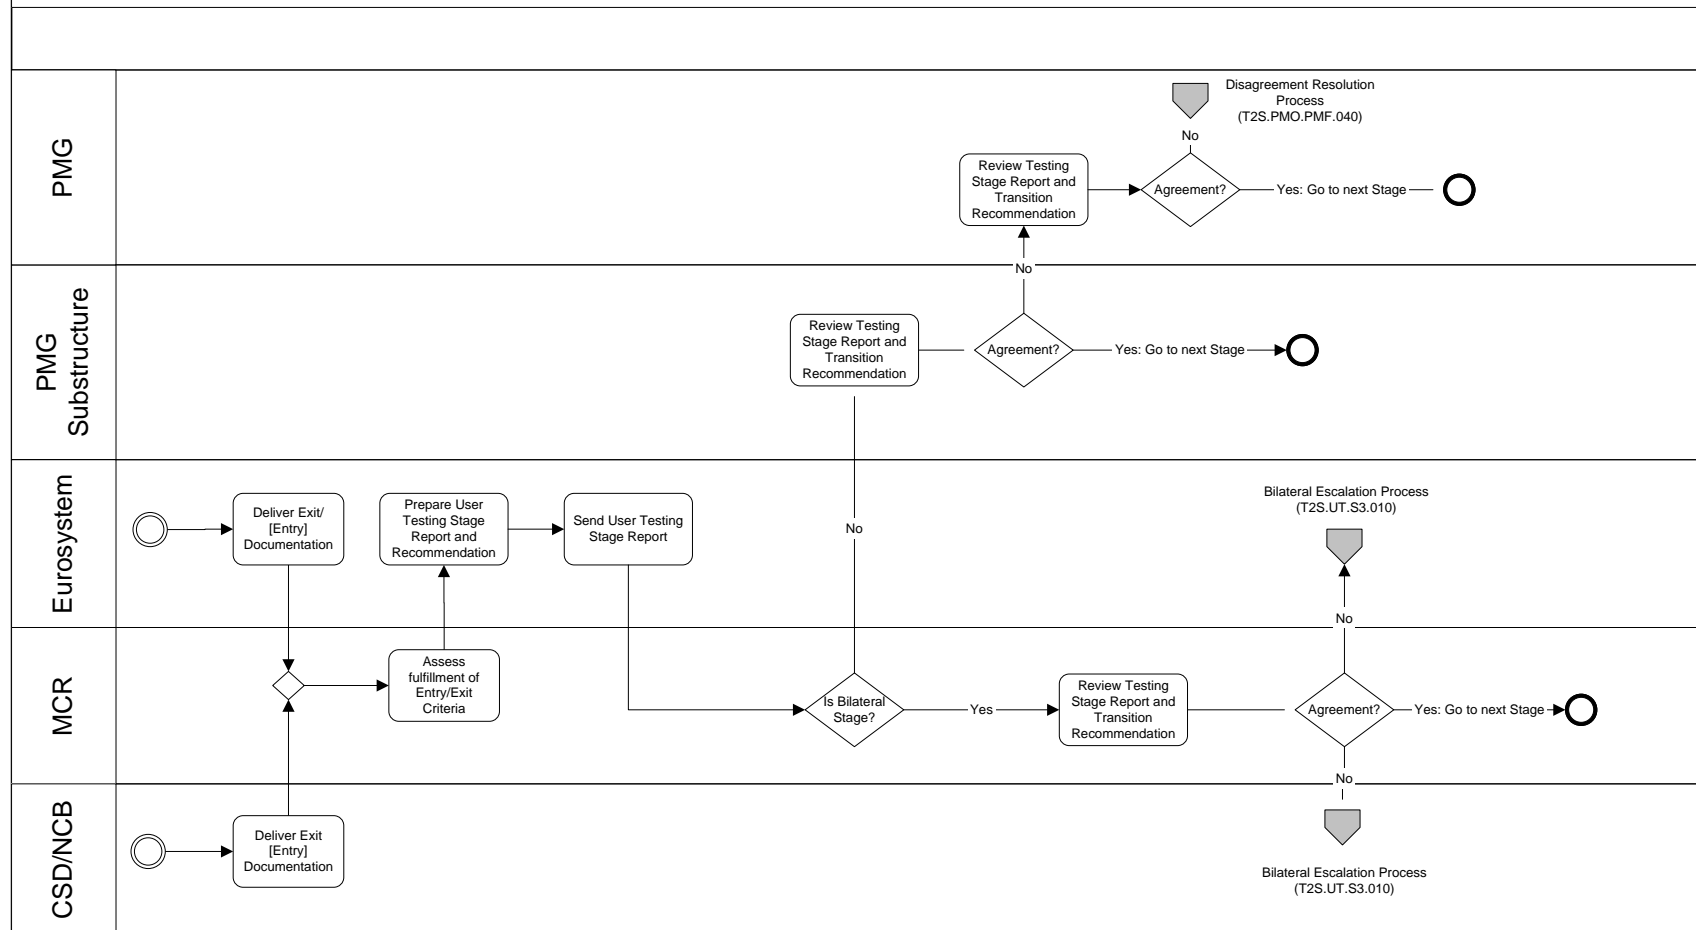 PMG
Disagreement Resolution
Process
(T2S.PMO.PMF.040)
No
Review Testing
Stage Report and
Transition
Recommendation
Agreement?
Yes: Go to next Stage
No
PMG
Substructure
Review Testing
Stage Report and
Transition
Recommendation
Agreement?
Yes: Go to next Stage
Eurosystem
Deliver Exit/
[Entry]
Documentation
Prepare User
Testing Stage
Report and
Recommendation
Send User Testing
Stage Report
No
Bilateral Escalation Process
(T2S.UT.S3.010)
No
MCR
Assess
fulfillment of
Entry/Exit
Criteria
Is Bilateral
Stage?
Yes
Review Testing
Stage Report and
Transition
Recommendation
Agreement?
Yes: Go to next Stage
No
CSD/NCB
Deliver Exit
[Entry]
Documentation
Bilateral Escalation Process
(T2S.UT.S3.010)